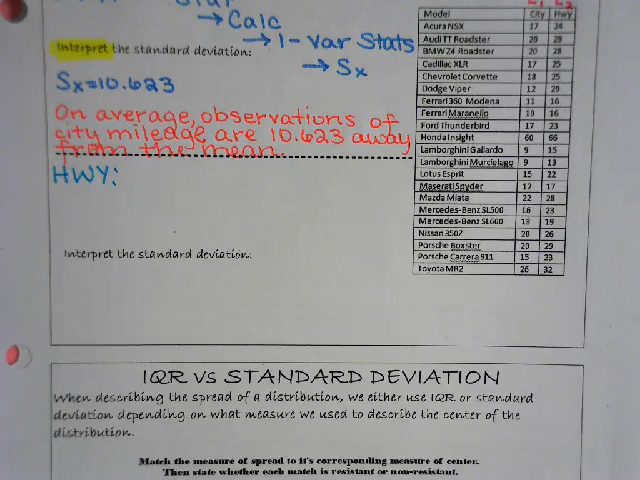 → Calc
→ 1-Var Stats
Interpret the standard deviation:
→ Sx
Sx=10.623
On average, observations of
city mileage are 10.623 away
from the mean.
HWY:
Interpret the standard deviation:
L1 L2
Model City Hwy
Acura NSX 17 24
Audi TT Roadster 20 28
BMW Z4 Roadster 20 28
Cadillac XLR 17 25
Chevrolet Corvette 18 25
Dodge Viper 12 20
Ferrari 360 Modena 11 16
Ferrari Maranello 10 16
Ford Thunderbird 17 23
Honda Insight 60 66
Lamborghini Gallardo 9 15
Lamborghini Murcielago 9 13
Lotus Esprit 15 22
Maserati Spyder 12 17
Mazda Miata 22 28
Mercedes-Benz SL500 16 23
Mercedes-Benz SL600 13 19
Nissan 350Z 20 26
Porsche Boxster 20 29
Porsche Carrera 911 15 23
Toyota MR2 26 32
IQR VS STANDARD DEVIATION
When describing the spread of a distribution, we either use IQR or standard
deviation depending on what measure we used to describe the center of the
distribution.
Match the measure of spread to it's corresponding measure of center.
Then state whether each match is resistant or non-resistant.